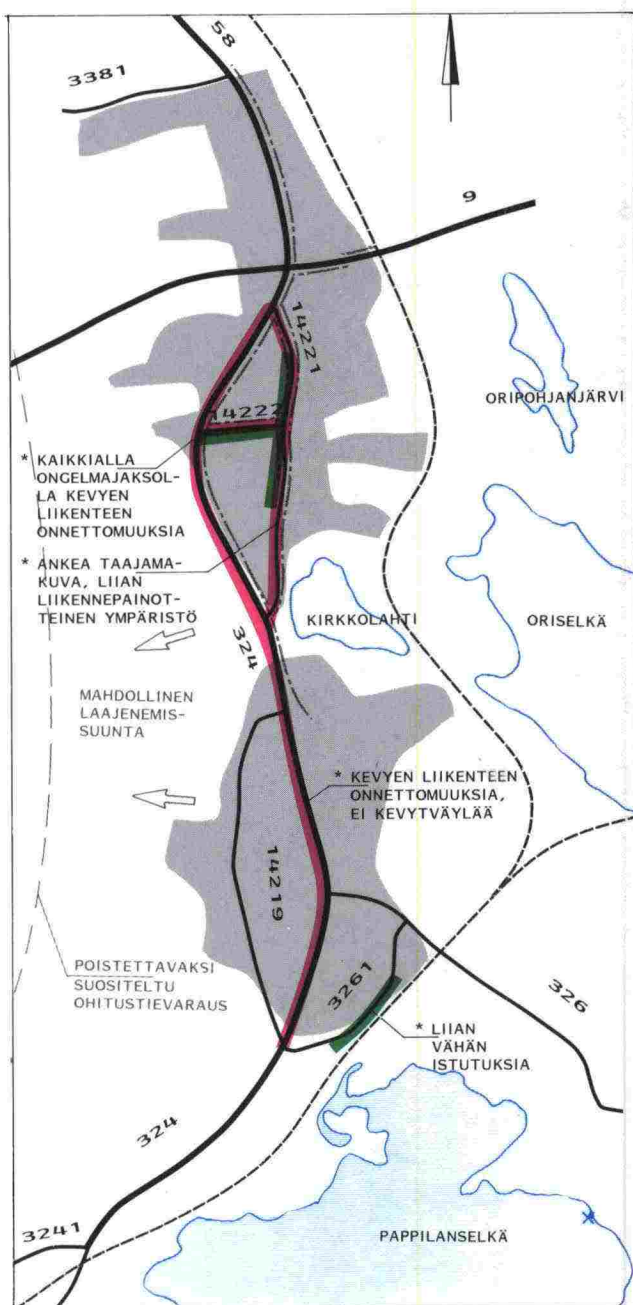 58
3381
9
14221
ORIPOHJANJÄRVI
14222
* KAIKKIALLA
ONGELMAJAKSOL-
LA KEVYEN
LIIKENTEEN
ONNETTOMUUKSIA
* ANKEA TAAJAMA-
KUVA, LIIAN
LIIKENNEPAINOT-
TEINEN YMPÄRISTÖ
KIRKKOLAHTI
ORISELKÄ
324
MAHDOLLINEN
LAAJENEMIS-
SUUNTA
* KEVYEN LIIKENTEEN
ONNETTOMUUKSIA,
EI KEVYTVÄYLÄÄ
14219
POISTETTAVAKSI
SUOSITELTU
OHITUSTIEVARAUS
3261
326
* LIIAN
VÄHÄN
ISTUTUKSIA
324
3241
PAPPILANSELKÄ